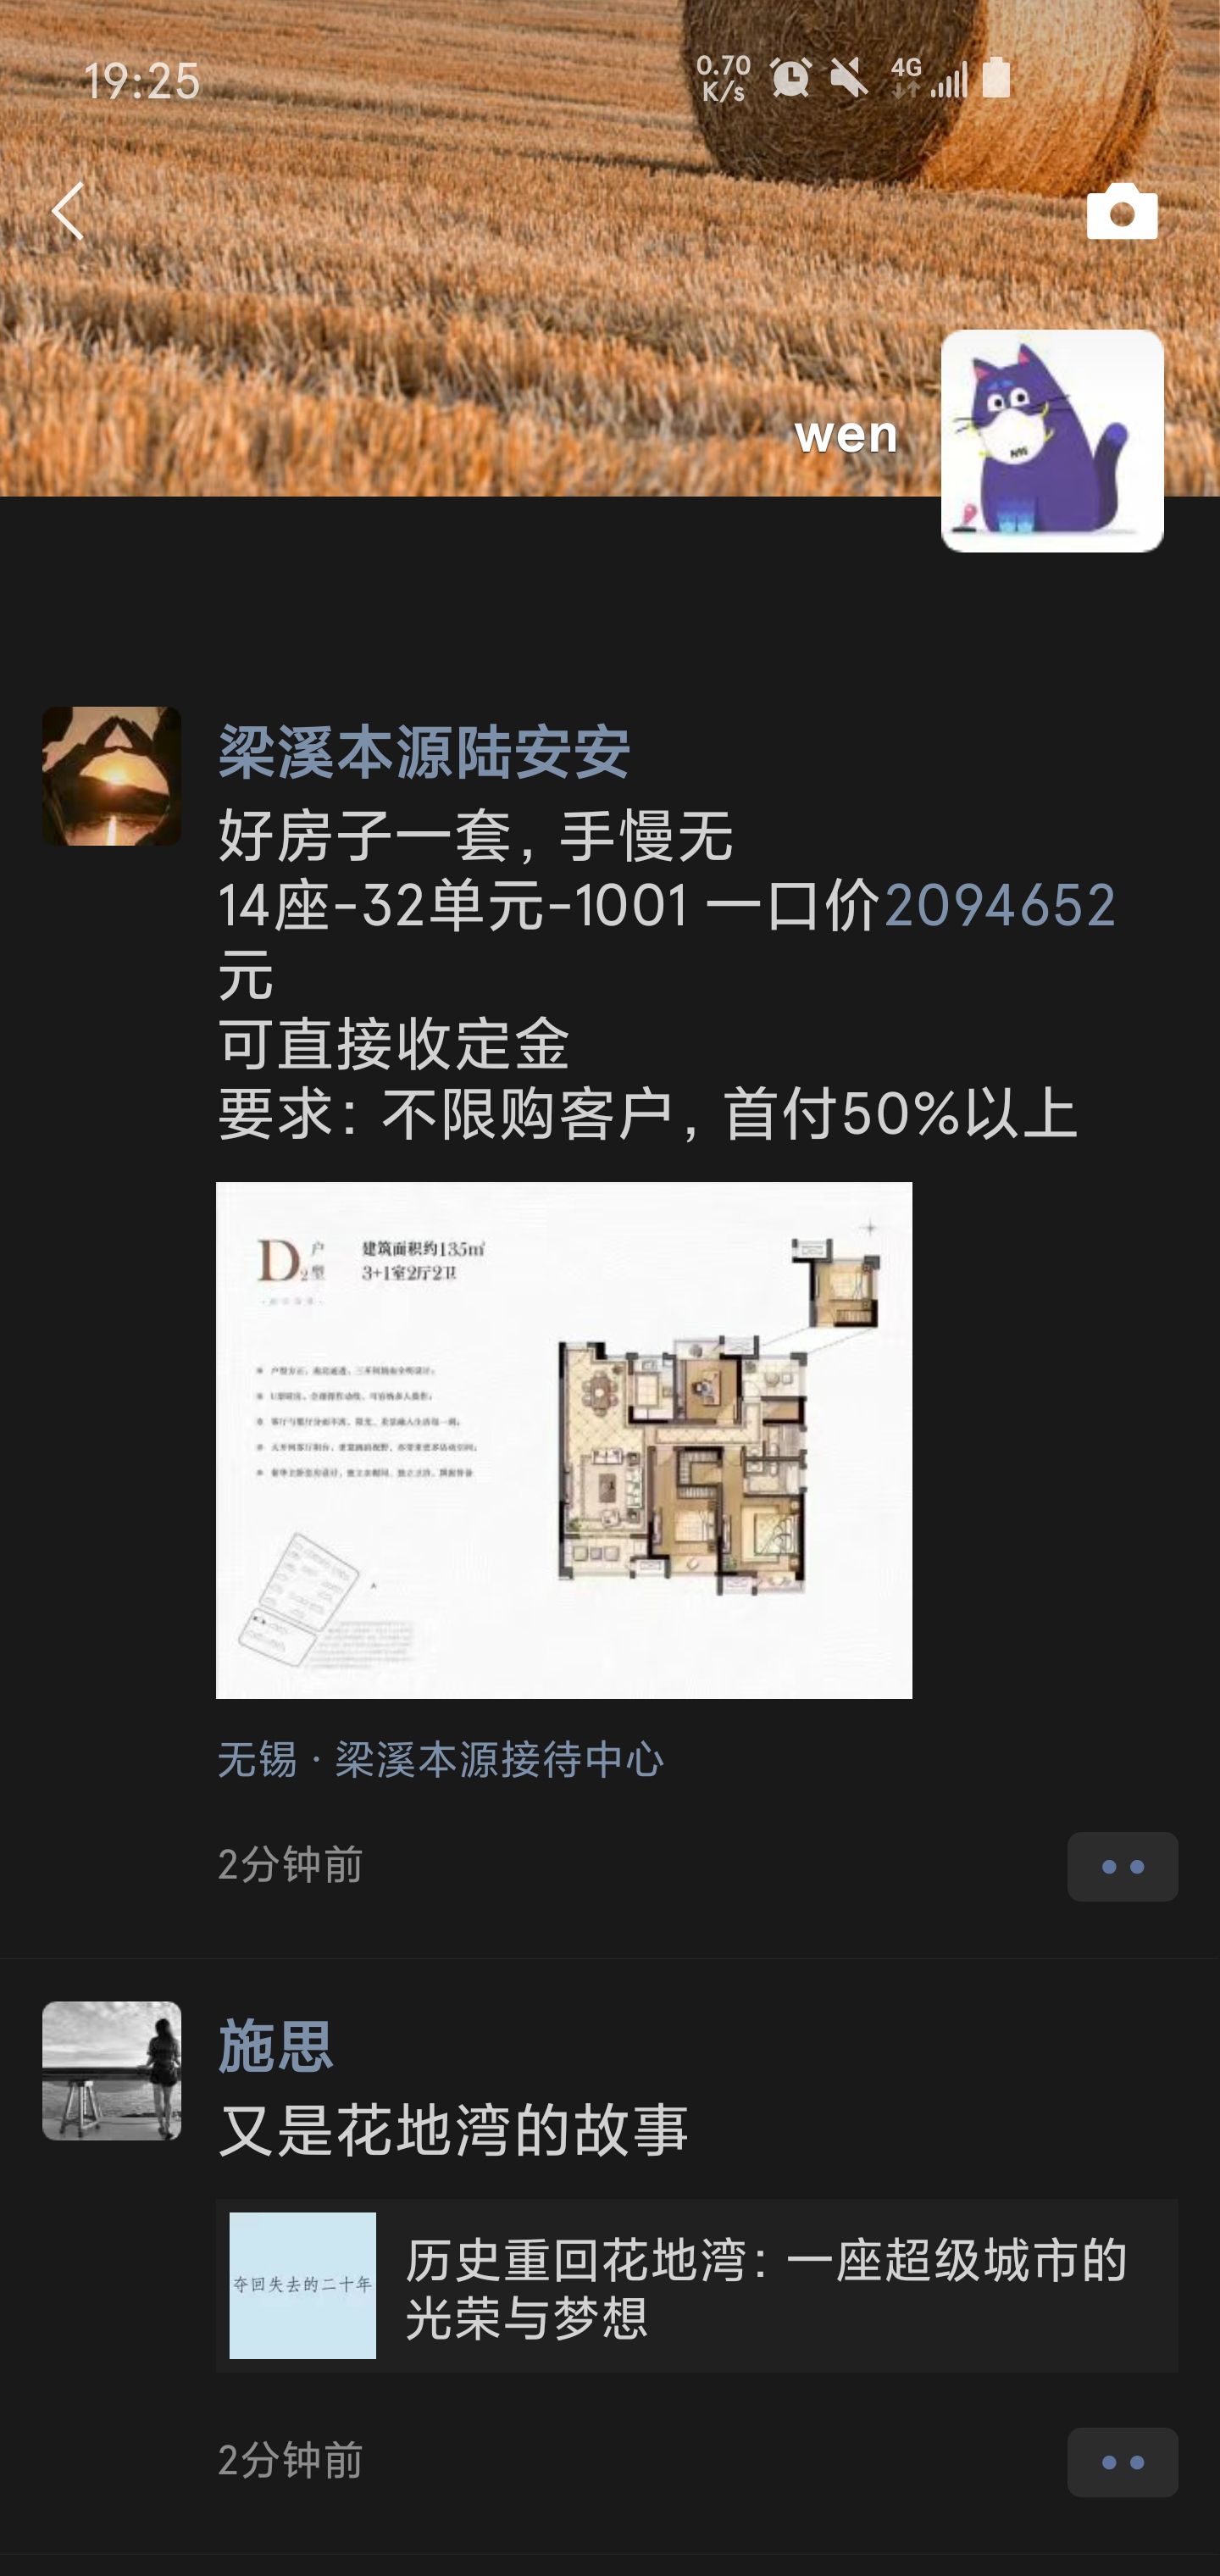 19:25
0.70
K/s
4G
wen
梁溪本源陆安安
好房子一套，手慢无
14座-32单元-1001 一口价2094652
元
可直接收定金
要求：不限购客户，首付50%以上
D2户型
建筑面积约135㎡
3+1室2厅2卫
无锡 · 梁溪本源接待中心
2分钟前
施思
又是花地湾的故事
夺回失去的二十年
历史重回花地湾：一座超级城市的
光荣与梦想
2分钟前